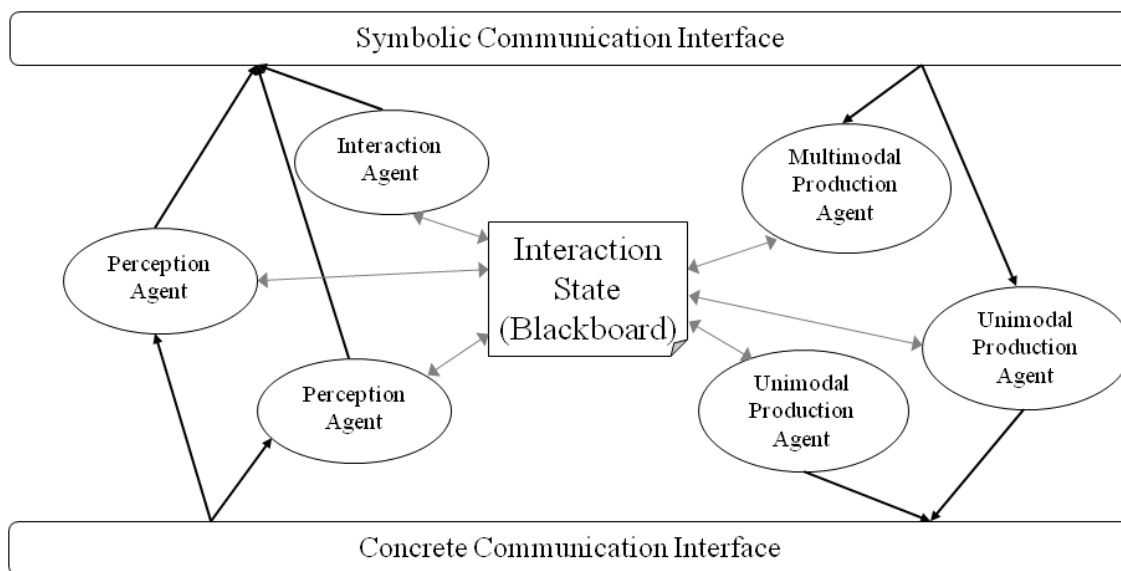 Symbolic Communication Interface
Interaction
Agent
Multimodal
Production
Agent
Perception
Agent
Interaction
State
(Blackboard)
Unimodal
Production
Agent
Perception
Agent
Unimodal
Production
Agent
Concrete Communication Interface